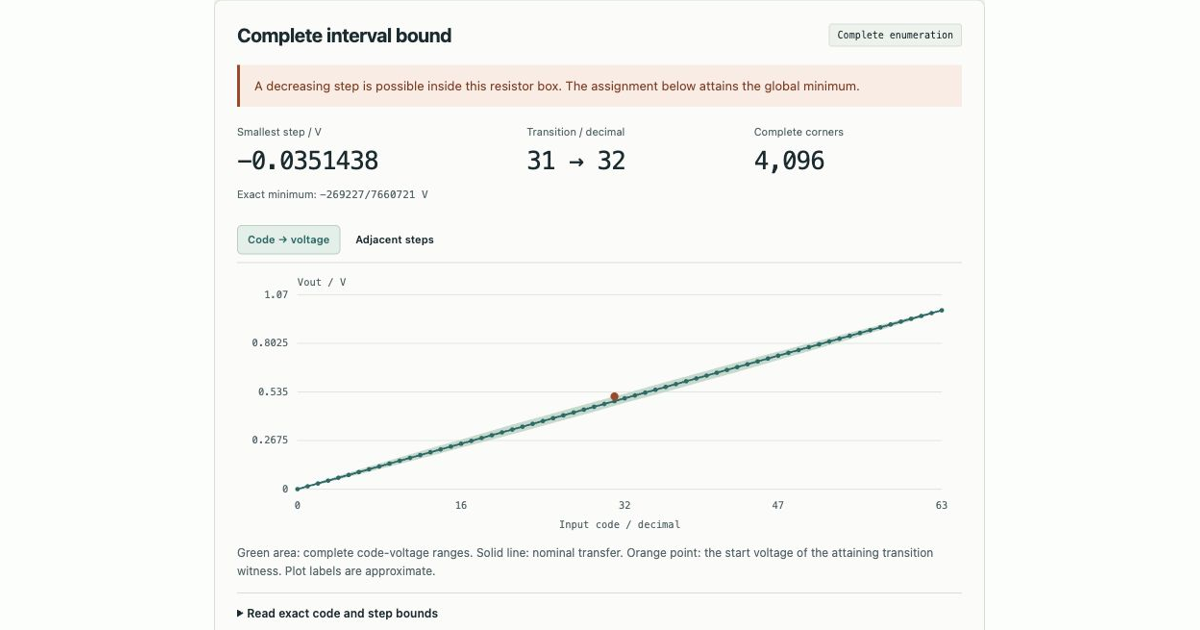 Complete interval bound
Complete enumeration
A decreasing step is possible inside this resistor box. The assignment below attains the global minimum.
Smallest step / V
Transition / decimal
Complete corners
−0.0351438
31 → 32
4,096
Exact minimum: −269227/7660721 V
Code → voltage
Adjacent steps
Vout / V
1.07
0.8025
0.535
0.2675
0
0
16
32
47
63
Input code / decimal
Green area: complete code-voltage ranges. Solid line: nominal transfer. Orange point: the start voltage of the attaining transition
witness. Plot labels are approximate.
Read exact code and step bounds